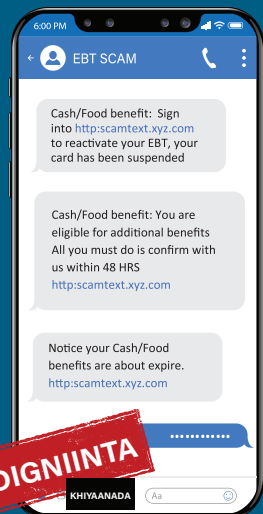 6:00 PM
EBT SCAM
Cash/Food benefit: Sign
into http:scamtext.xyz.com
to reactivate your EBT, your
card has been suspended
Cash/Food benefit: You are
eligible for additional benefits
All you must do is confirm with
us within 48 HRS
http:scamtext.xyz.com
Notice your Cash/Food
benefits are about expire.
http:scamtext.xyz.com
DIGNIINTA
KHIYAANADA
Aa